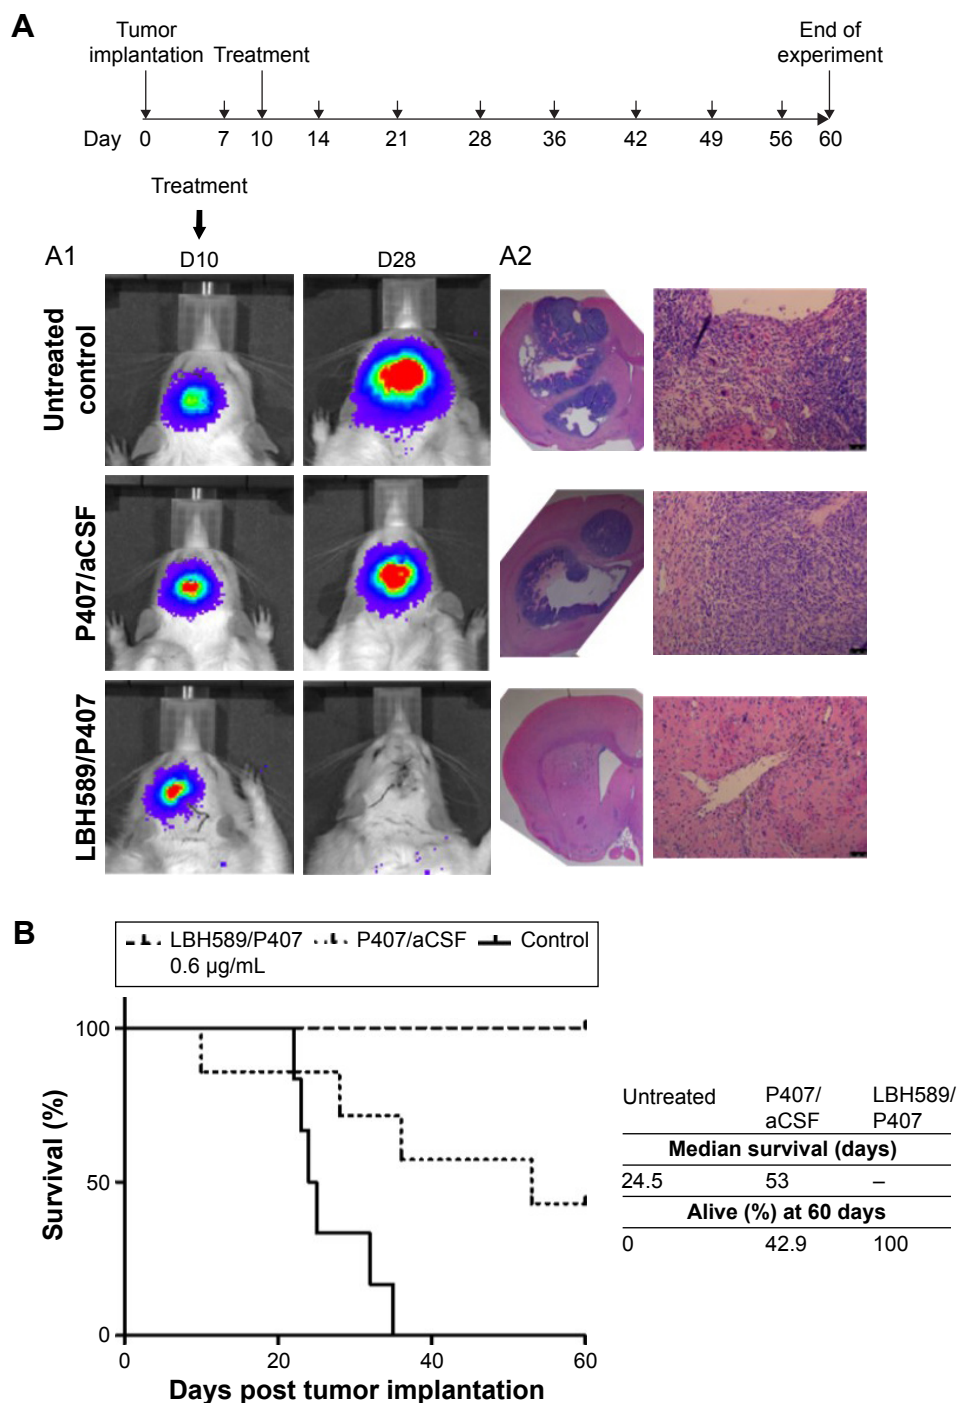 A
Tumor
implantation
Treatment
End of
experiment
Day 0 7 10 14 21 28 36 42 49 56 60
Treatment
A1 D10 D28 A2
Untreated
control
P407/aCSF
LBH589/P407
B
LBH589/P407
0.6 µg/mL
P407/aCSF
Control
Survival (%)
100
50
0
0 20 40 60
Days post tumor implantation
Untreated P407/ LBH589/
aCSF P407
Median survival (days)
24.5 53 –
Alive (%) at 60 days
0 42.9 100